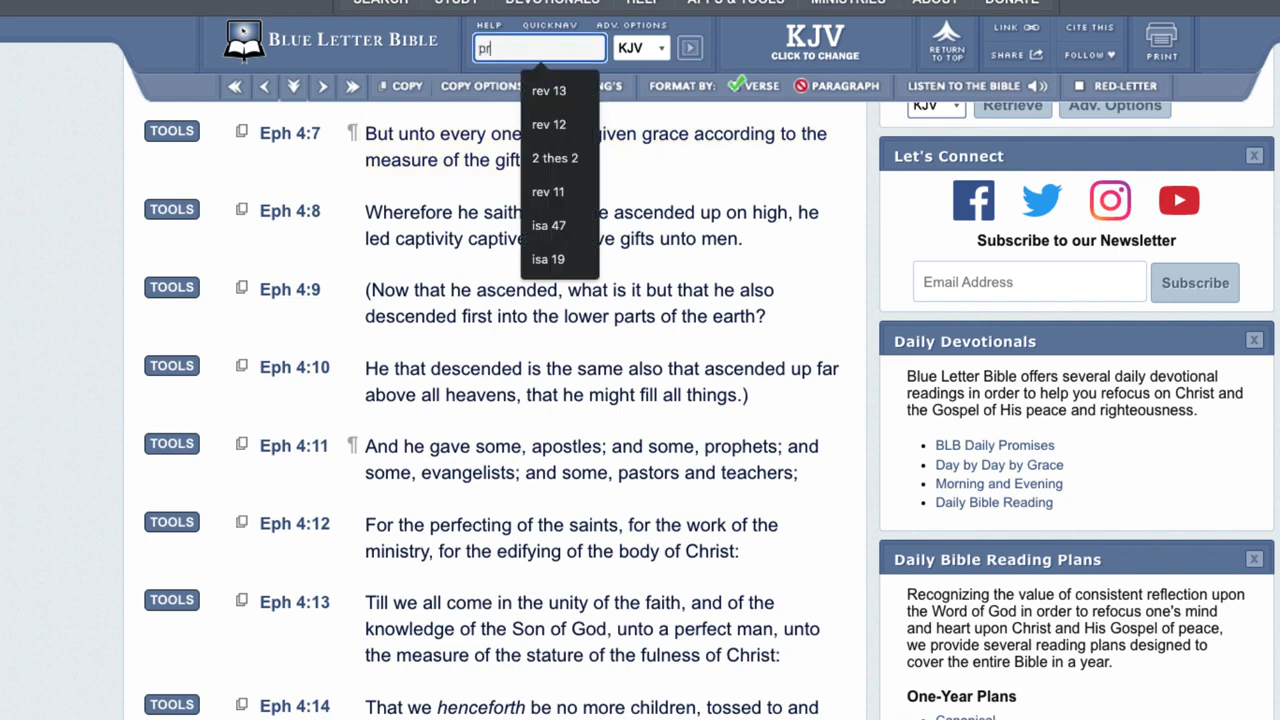 SEARCH STUDY DEVOTIONALS HELP APPS & TOOLS MINISTRIES ABOUT DONATE
HELP QUICKNAV ADV. OPTIONS
BLUE LETTER BIBLE
pr
KJV
KJV
CLICK TO CHANGE
RETURN
TO TOP
LINK
SHARE
CITE THIS
FOLLOW
PRINT
COPY COPY OPTIONS G'S FORMAT BY: VERSE PARAGRAPH LISTEN TO THE BIBLE RED-LETTER
rev 13
rev 12
2 thes 2
rev 11
isa 47
isa 19
TOOLS Eph 4:7 ¶ But unto every one given grace according to the
measure of the gift
TOOLS Eph 4:8 Wherefore he saith ascended up on high, he
led captivity captive gifts unto men.
TOOLS Eph 4:9 (Now that he ascended, what is it but that he also
descended first into the lower parts of the earth?
TOOLS Eph 4:10 He that descended is the same also that ascended up far
above all heavens, that he might fill all things.)
TOOLS Eph 4:11 ¶ And he gave some, apostles; and some, prophets; and
some, evangelists; and some, pastors and teachers;
TOOLS Eph 4:12 For the perfecting of the saints, for the work of the
ministry, for the edifying of the body of Christ:
TOOLS Eph 4:13 Till we all come in the unity of the faith, and of the
knowledge of the Son of God, unto a perfect man, unto
the measure of the stature of the fulness of Christ:
TOOLS Eph 4:14 That we henceforth be no more children, tossed to and
KJV Retrieve Adv. Options
Let's Connect X
Subscribe to our Newsletter
Email Address Subscribe
Daily Devotionals X
Blue Letter Bible offers several daily devotional
readings in order to help you refocus on Christ and
the Gospel of His peace and righteousness.
• BLB Daily Promises
• Day by Day by Grace
• Morning and Evening
• Daily Bible Reading
Daily Bible Reading Plans X
Recognizing the value of consistent reflection upon
the Word of God in order to refocus one's mind
and heart upon Christ and His Gospel of peace,
we provide several reading plans designed to
cover the entire Bible in a year.
One-Year Plans
Canonical